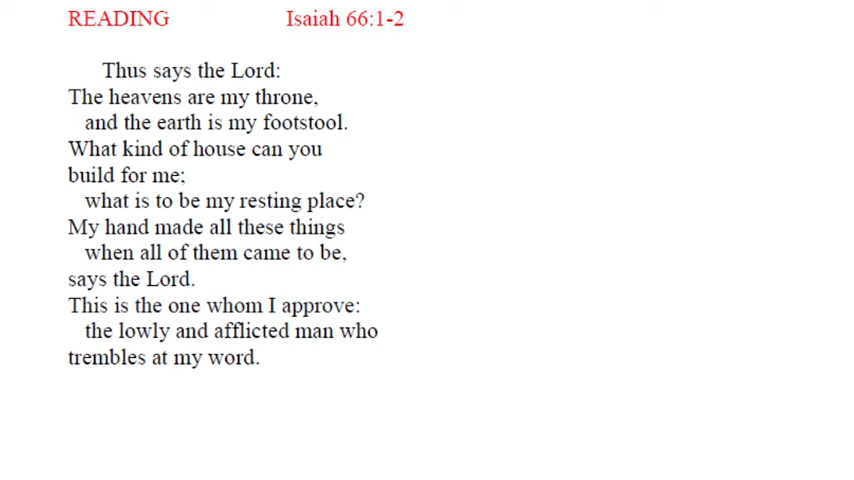 READING Isaiah 66:1-2
Thus says the Lord:
The heavens are my throne,
and the earth is my footstool.
What kind of house can you
build for me;
what is to be my resting place?
My hand made all these things
when all of them came to be,
says the Lord.
This is the one whom I approve:
the lowly and afflicted man who
trembles at my word.